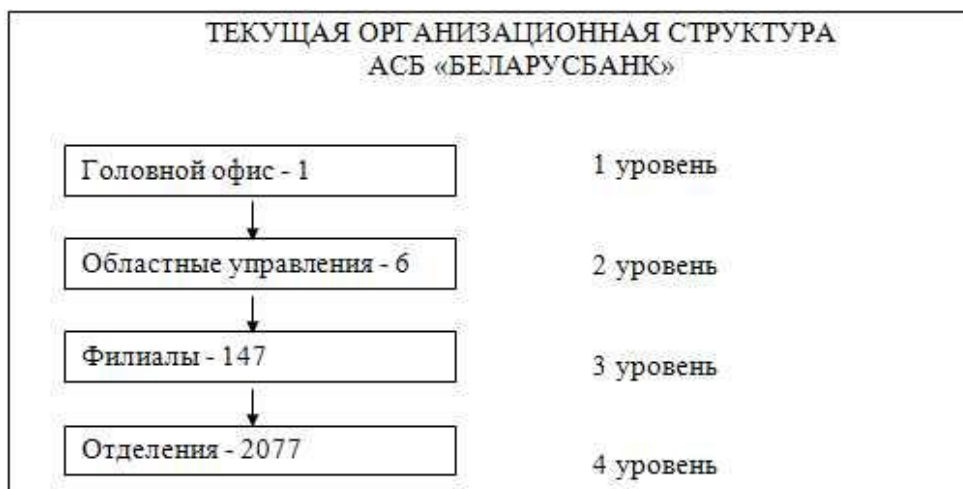 ТЕКУЩАЯ ОРГАНИЗАЦИОННАЯ СТРУКТУРА
АСБ «БЕЛАРУСБАНК»
Головной офис - 1
1 уровень
Областные управления - 6
2 уровень
Филиалы - 147
3 уровень
Отделения - 2077
4 уровень